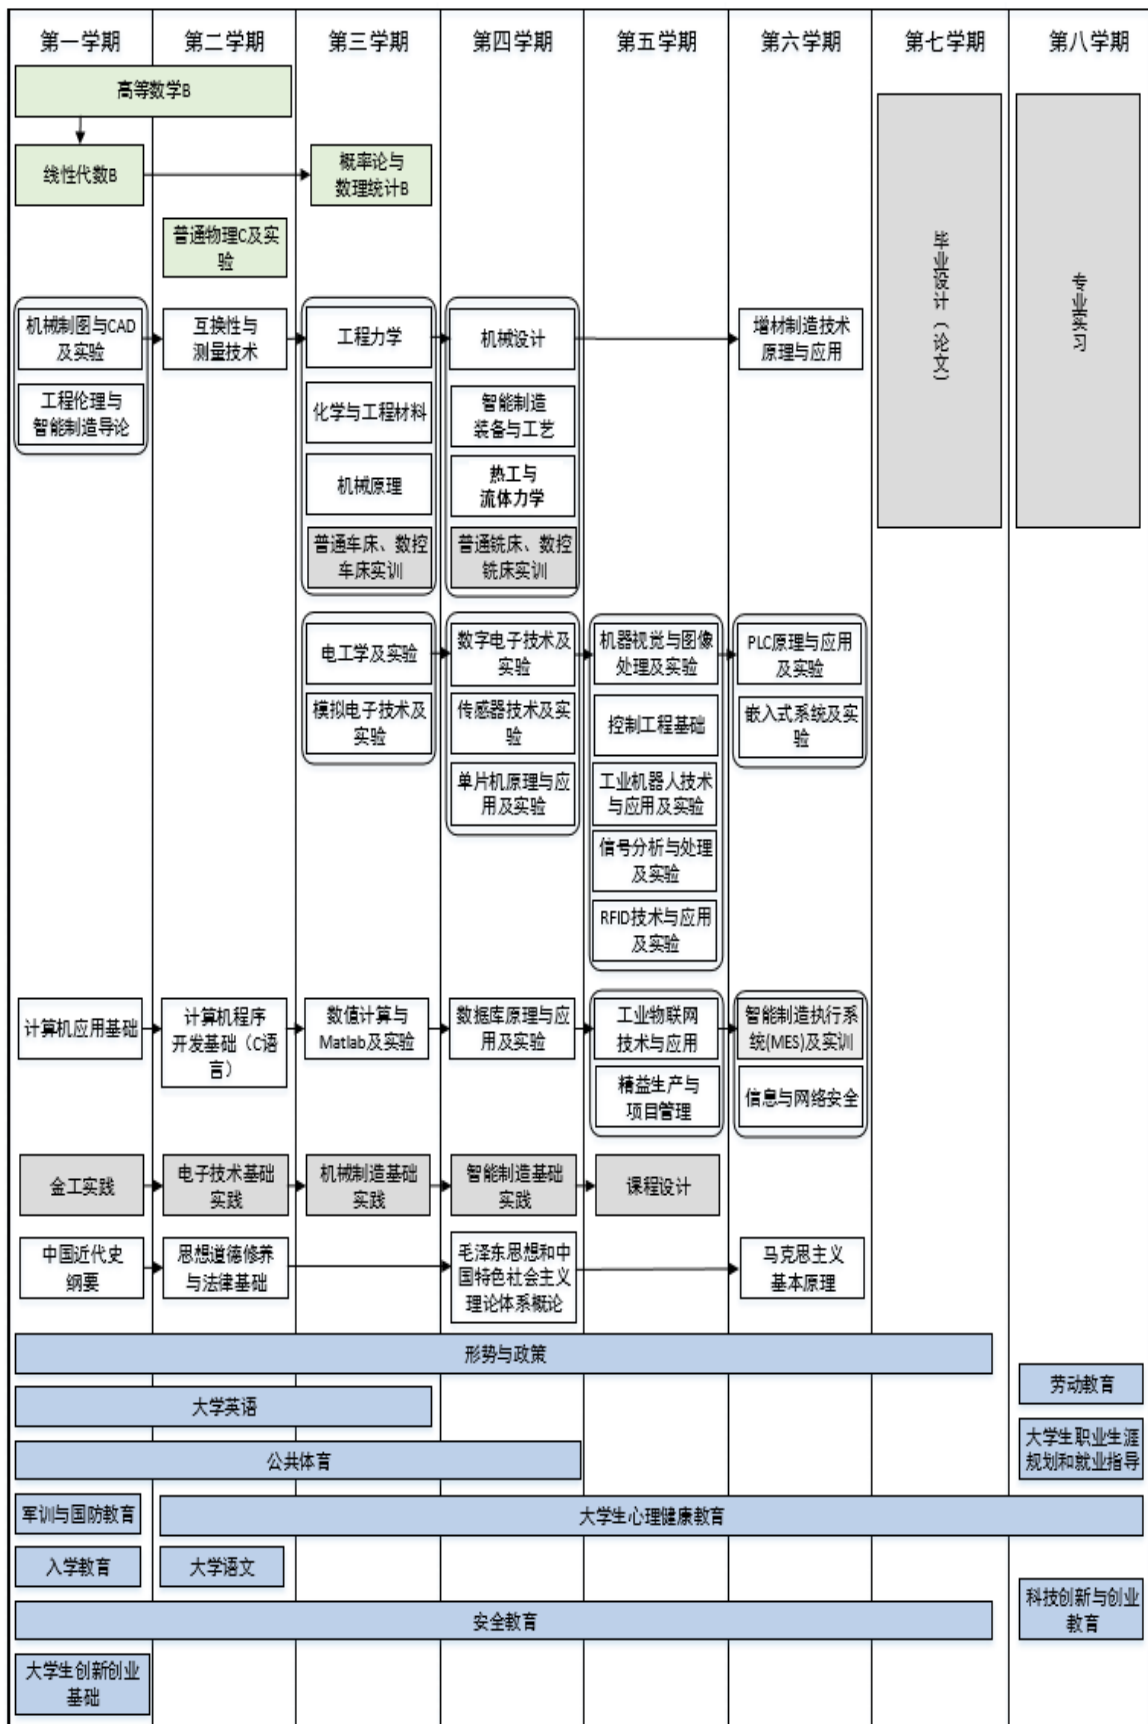 第一学期
第二学期
第三学期
第四学期
第五学期
第六学期
第七学期
第八学期
高等数学B
线性代数B
概率论与
数理统计B
普通物理C及实
验
毕业设计（论文）
专业实习
机械制图与CAD
及实验
互换性与
测量技术
工程力学
机械设计
增材制造技术
原理与应用
工程伦理与
智能制造导论
化学与工程材料
智能制造
装备与工艺
机械原理
热工与
流体力学
普通车床、数控
车床实训
普通铣床、数控
铣床实训
电工学及实验
数字电子技术及
实验
机器视觉与图像
处理及实验
PLC原理与应用
及实验
模拟电子技术及
实验
传感器技术及实
验
控制工程基础
嵌入式系统及实
验
单片机原理与应
用及实验
工业机器人技术
与应用及实验
信号分析与处理
及实验
RFID技术与应用
及实验
计算机应用基础
计算机程序
开发基础（C语
言）
数值计算与
Matlab及实验
数据库原理与应
用及实验
工业物联网
技术与应用
智能制造执行系
统(MES)及实训
精益生产与
项目管理
信息与网络安全
金工实践
电子技术基础
实践
机械制造基础
实践
智能制造基础
实践
课程设计
中国近代史
纲要
思想道德修养
与法律基础
毛泽东思想和中
国特色社会主义
理论体系概论
马克思主义
基本原理
形势与政策
劳动教育
大学英语
大学生职业生涯
规划和就业指导
公共体育
军训与国防教育
大学生心理健康教育
入学教育
大学语文
科技创新与创业
教育
安全教育
大学生创新创业
基础